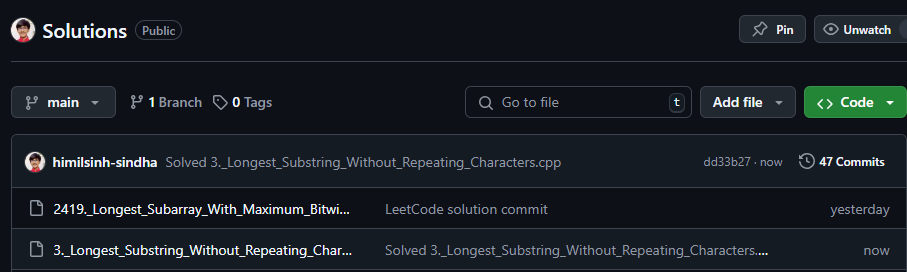 Solutions Public Pin Unwatch
main 1 Branch 0 Tags Go to file t Add file Code
himilsinh-sindha Solved 3._Longest_Substring_Without_Repeating_Characters.cpp dd33b27 · now 47 Commits
2419._Longest_Subarray_With_Maximum_Bitwi... LeetCode solution commit yesterday
3._Longest_Substring_Without_Repeating_Char... Solved 3._Longest_Substring_Without_Repeating_Characters.... now